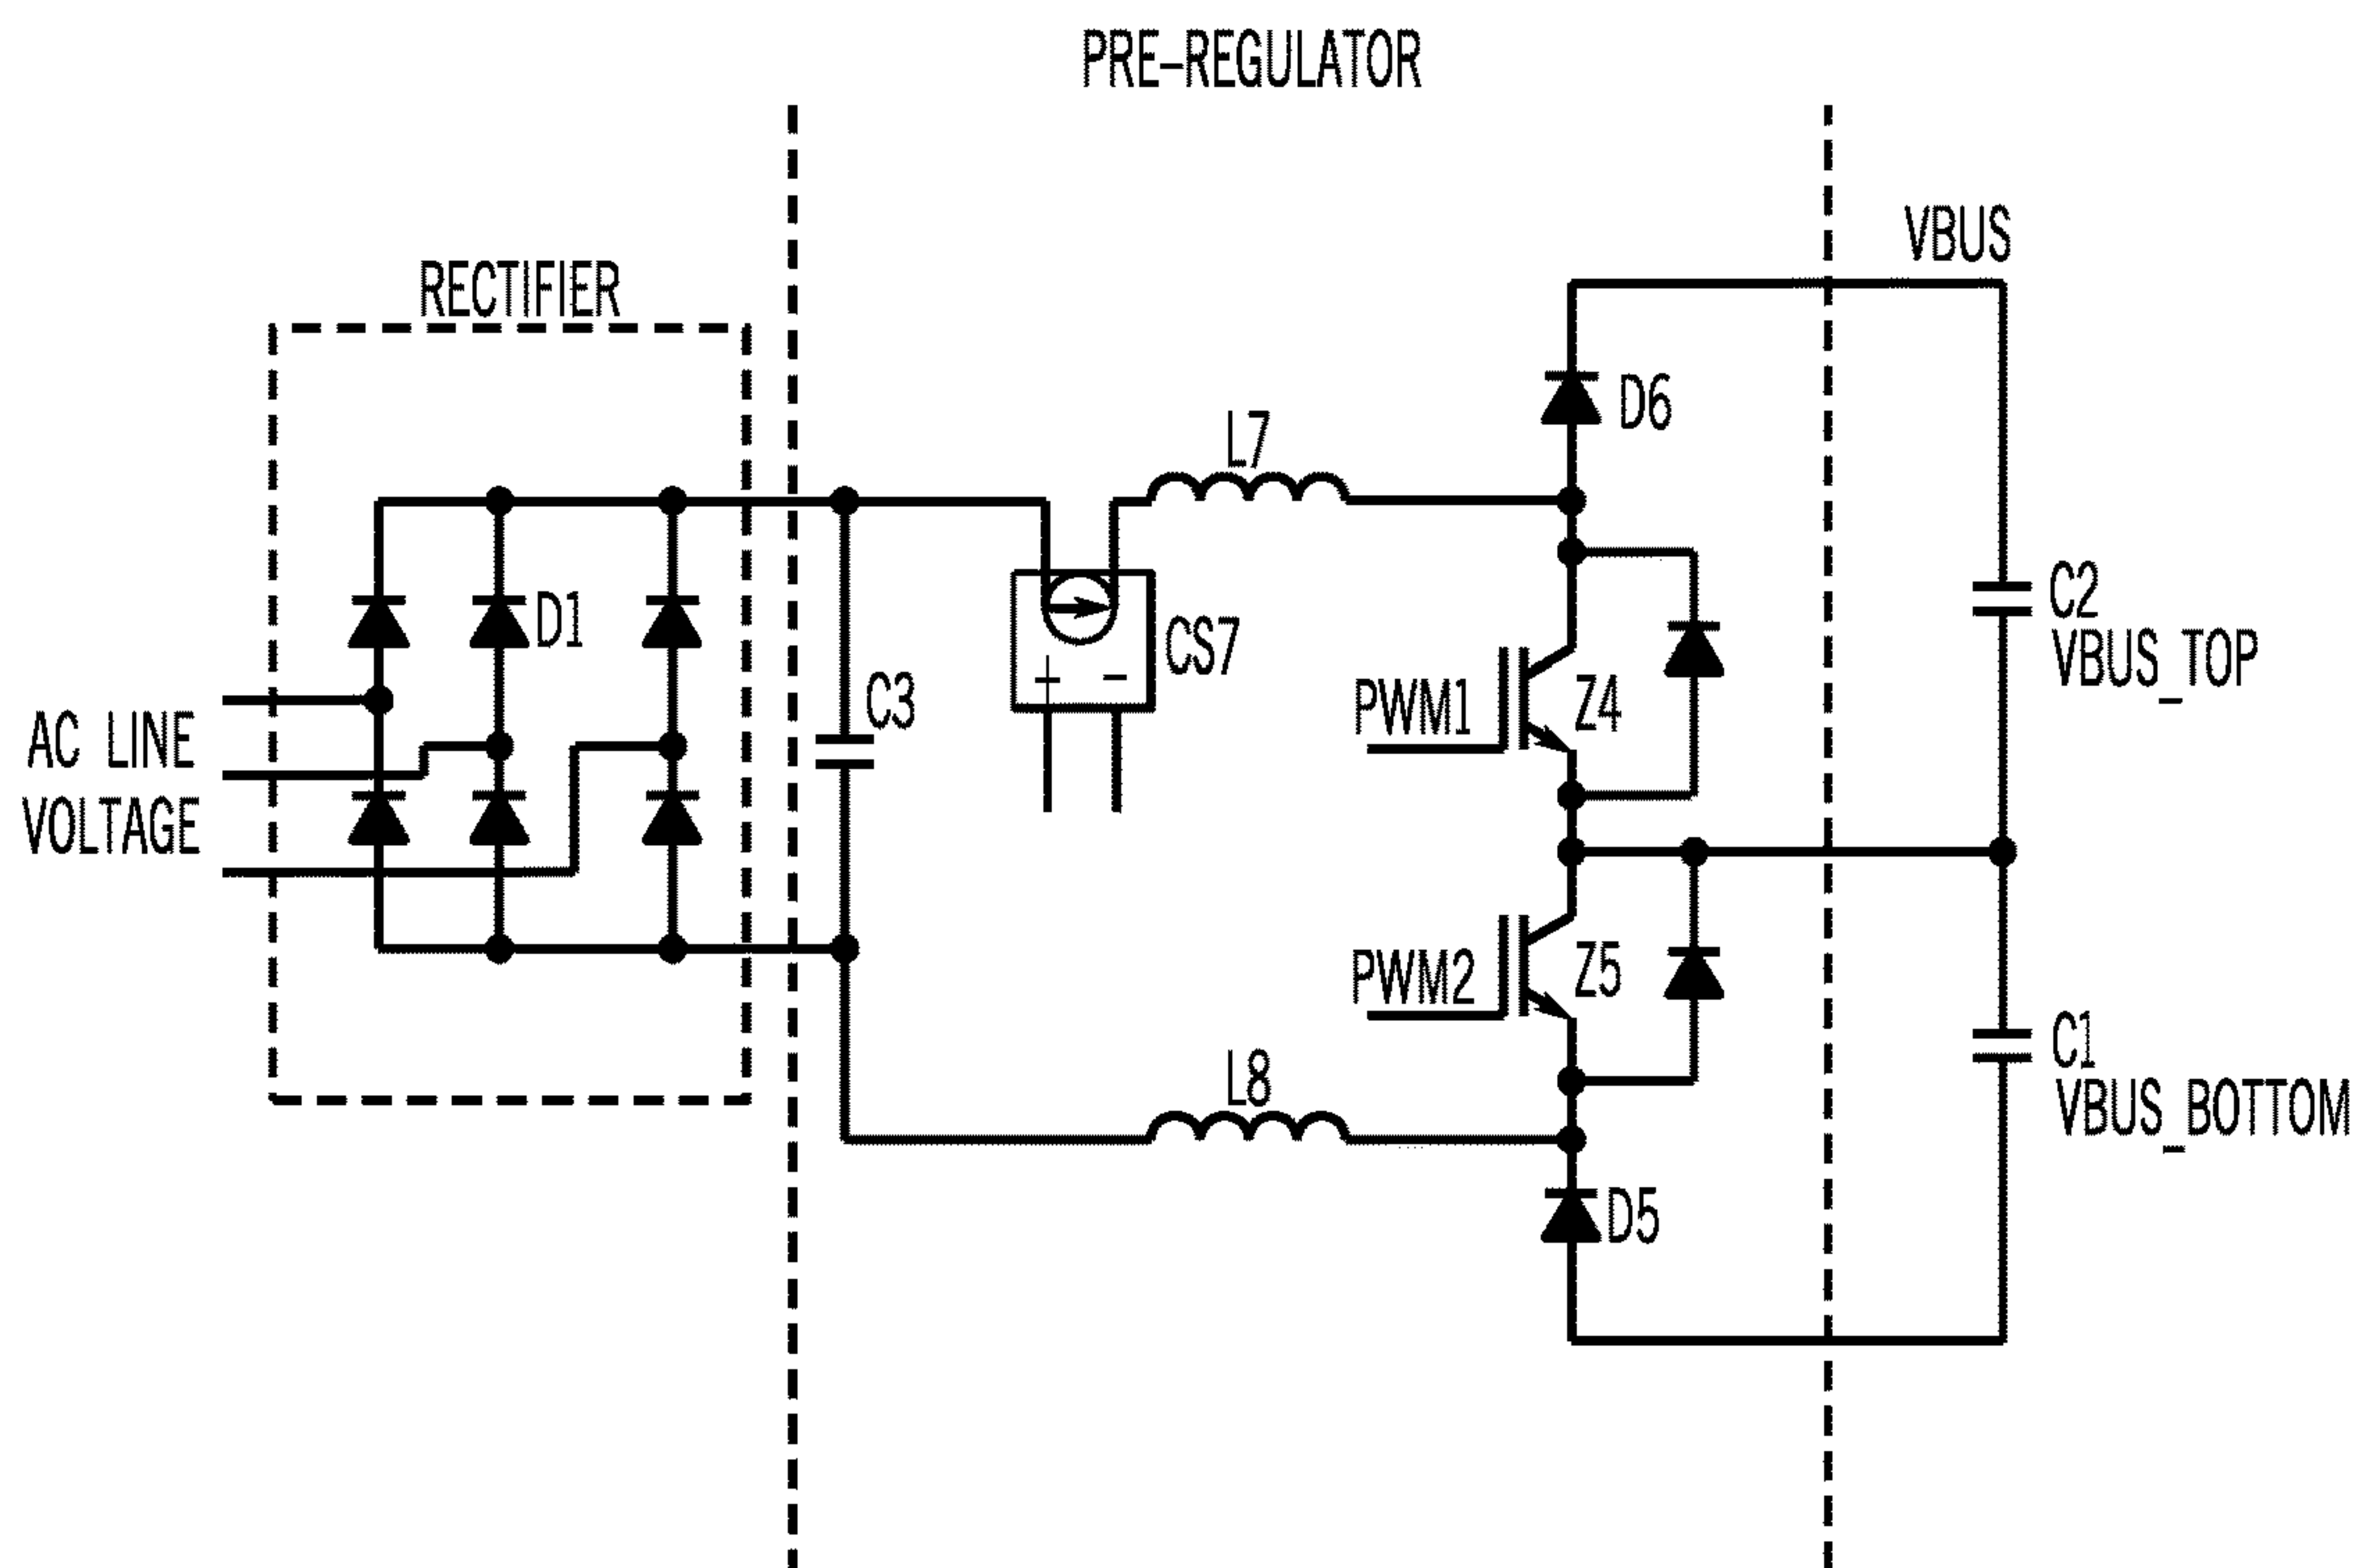 PRE-REGULATOR
VBUS
RECTIFIER
D6
L7
C2
D1
VBUS_TOP
CS7
C3
+ -
PWM1
Z4
AC LINE
VOLTAGE
PWM2
Z5
C1
L8
VBUS_BOTTOM
D5